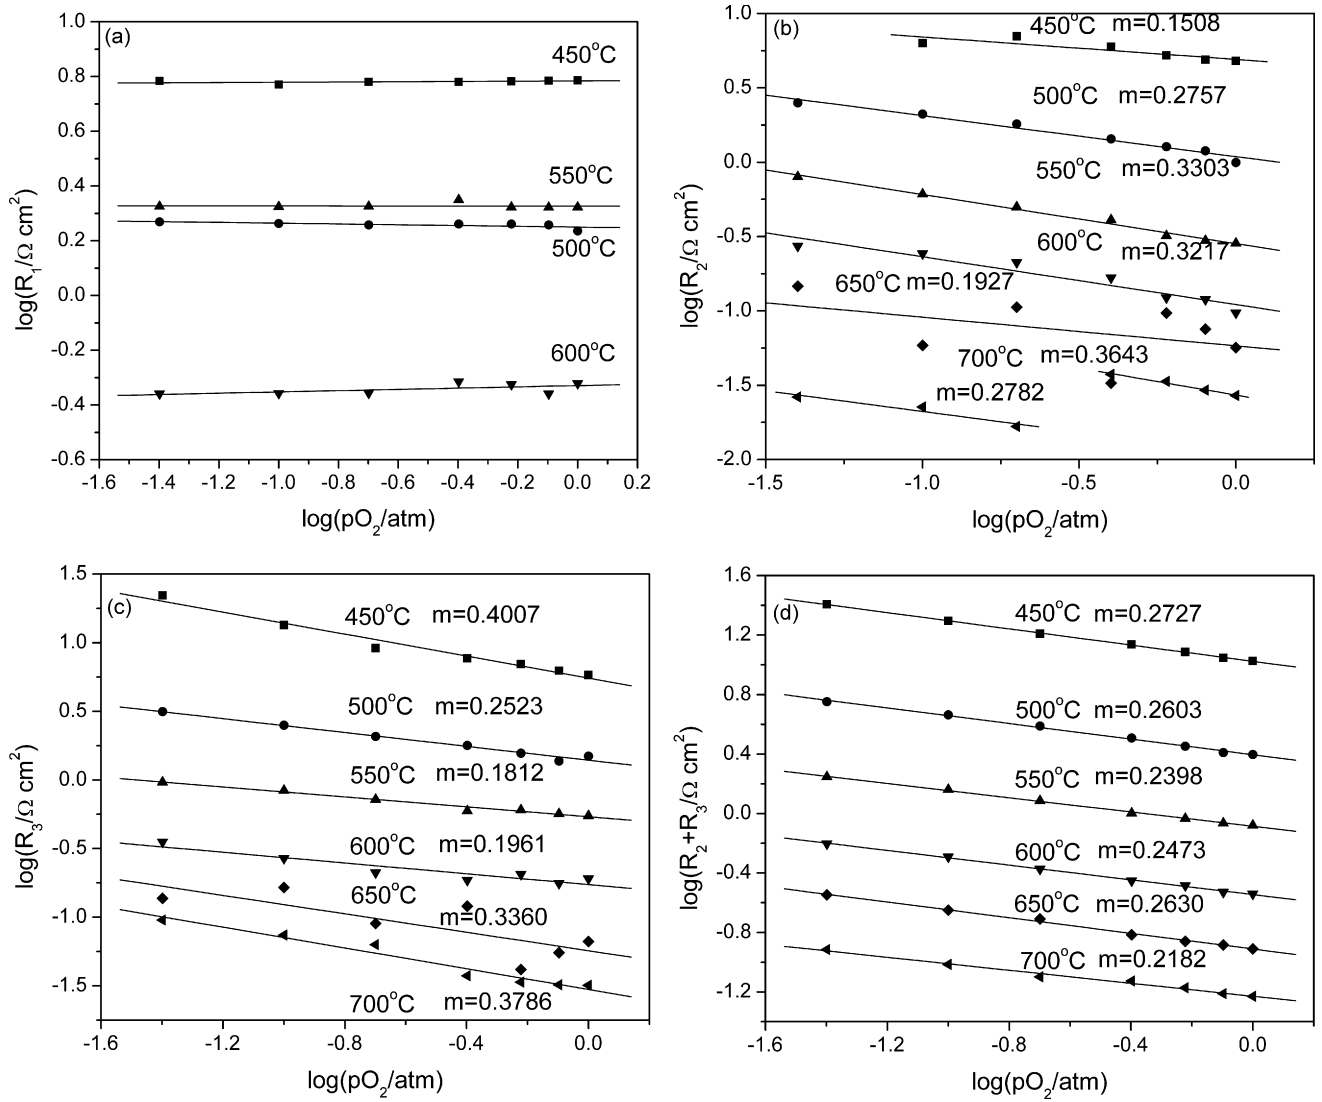 (a)
450°C
550°C
500°C
600°C
1.0
0.8
0.6
0.4
0.2
0.0
-0.2
-0.4
-0.6
-1.6 -1.4 -1.2 -1.0 -0.8 -0.6 -0.4 -0.2 0.0 0.2
log(R₁/Ω cm²)
log(pO₂/atm)
(b)
450°C m=0.1508
500°C m=0.2757
550°C m=0.3303
600°C m=0.3217
650°C m=0.1927
700°C m=0.3643
m=0.2782
1.0
0.5
0.0
-0.5
-1.0
-1.5
-2.0
-1.5 -1.0 -0.5 0.0
log(R₂/Ω cm²)
log(pO₂/atm)
(c)
450°C m=0.4007
500°C m=0.2523
550°C m=0.1812
600°C m=0.1961
650°C m=0.3360
700°C m=0.3786
1.5
1.0
0.5
0.0
-0.5
-1.0
-1.5
-1.6 -1.2 -0.8 -0.4 0.0
log(R₃/Ω cm²)
log(pO₂/atm)
(d)
450°C m=0.2727
500°C m=0.2603
550°C m=0.2398
600°C m=0.2473
650°C m=0.2630
700°C m=0.2182
1.6
1.2
0.8
0.4
0.0
-0.4
-0.8
-1.2
-1.6 -1.2 -0.8 -0.4 0.0
log(R₂+R₃/Ω cm²)
log(pO₂/atm)